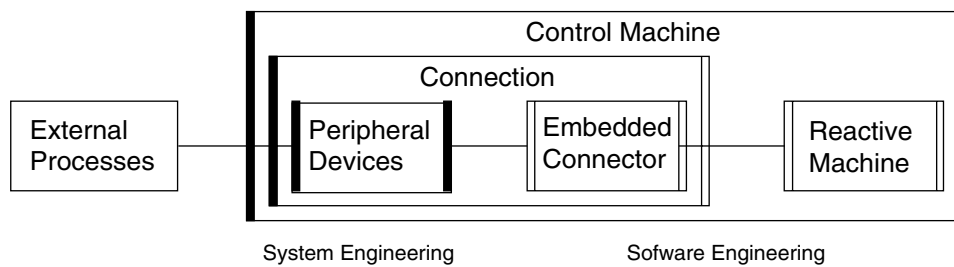 Control Machine
Connection
External
Processes
Peripheral
Devices
Embedded
Connector
Reactive
Machine
System Engineering
Sofware Engineering